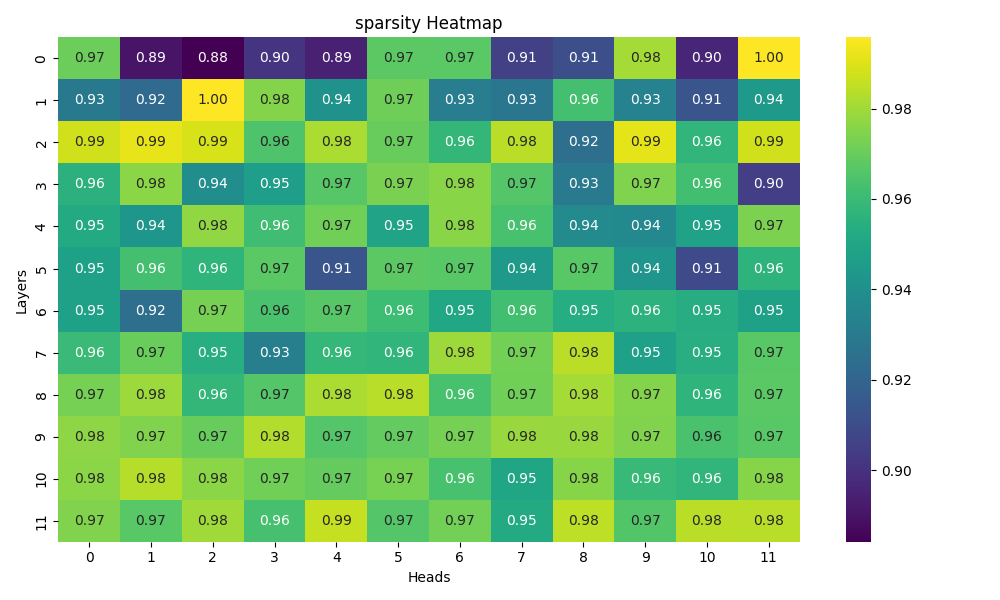 sparsity Heatmap
0 0.97 0.89 0.88 0.90 0.89 0.97 0.97 0.91 0.91 0.98 0.90 1.00
1 0.93 0.92 1.00 0.98 0.94 0.97 0.93 0.93 0.96 0.93 0.91 0.94
2 0.99 0.99 0.99 0.96 0.98 0.97 0.96 0.98 0.92 0.99 0.96 0.99
3 0.96 0.98 0.94 0.95 0.97 0.97 0.98 0.97 0.93 0.97 0.96 0.90
4 0.95 0.94 0.98 0.96 0.97 0.95 0.98 0.96 0.94 0.94 0.95 0.97
5 0.95 0.96 0.96 0.97 0.91 0.97 0.97 0.94 0.97 0.94 0.91 0.96
6 0.95 0.92 0.97 0.96 0.97 0.96 0.95 0.96 0.95 0.96 0.95 0.95
7 0.96 0.97 0.95 0.93 0.96 0.96 0.98 0.97 0.98 0.95 0.95 0.97
8 0.97 0.98 0.96 0.97 0.98 0.98 0.96 0.97 0.98 0.97 0.96 0.97
9 0.98 0.97 0.97 0.98 0.97 0.97 0.97 0.98 0.98 0.97 0.96 0.97
10 0.98 0.98 0.98 0.97 0.97 0.97 0.96 0.95 0.98 0.96 0.96 0.98
11 0.97 0.97 0.98 0.96 0.99 0.97 0.97 0.95 0.98 0.97 0.98 0.98
0 1 2 3 4 5 6 7 8 9 10 11
Heads
Layers
0.98
0.96
0.94
0.92
0.90